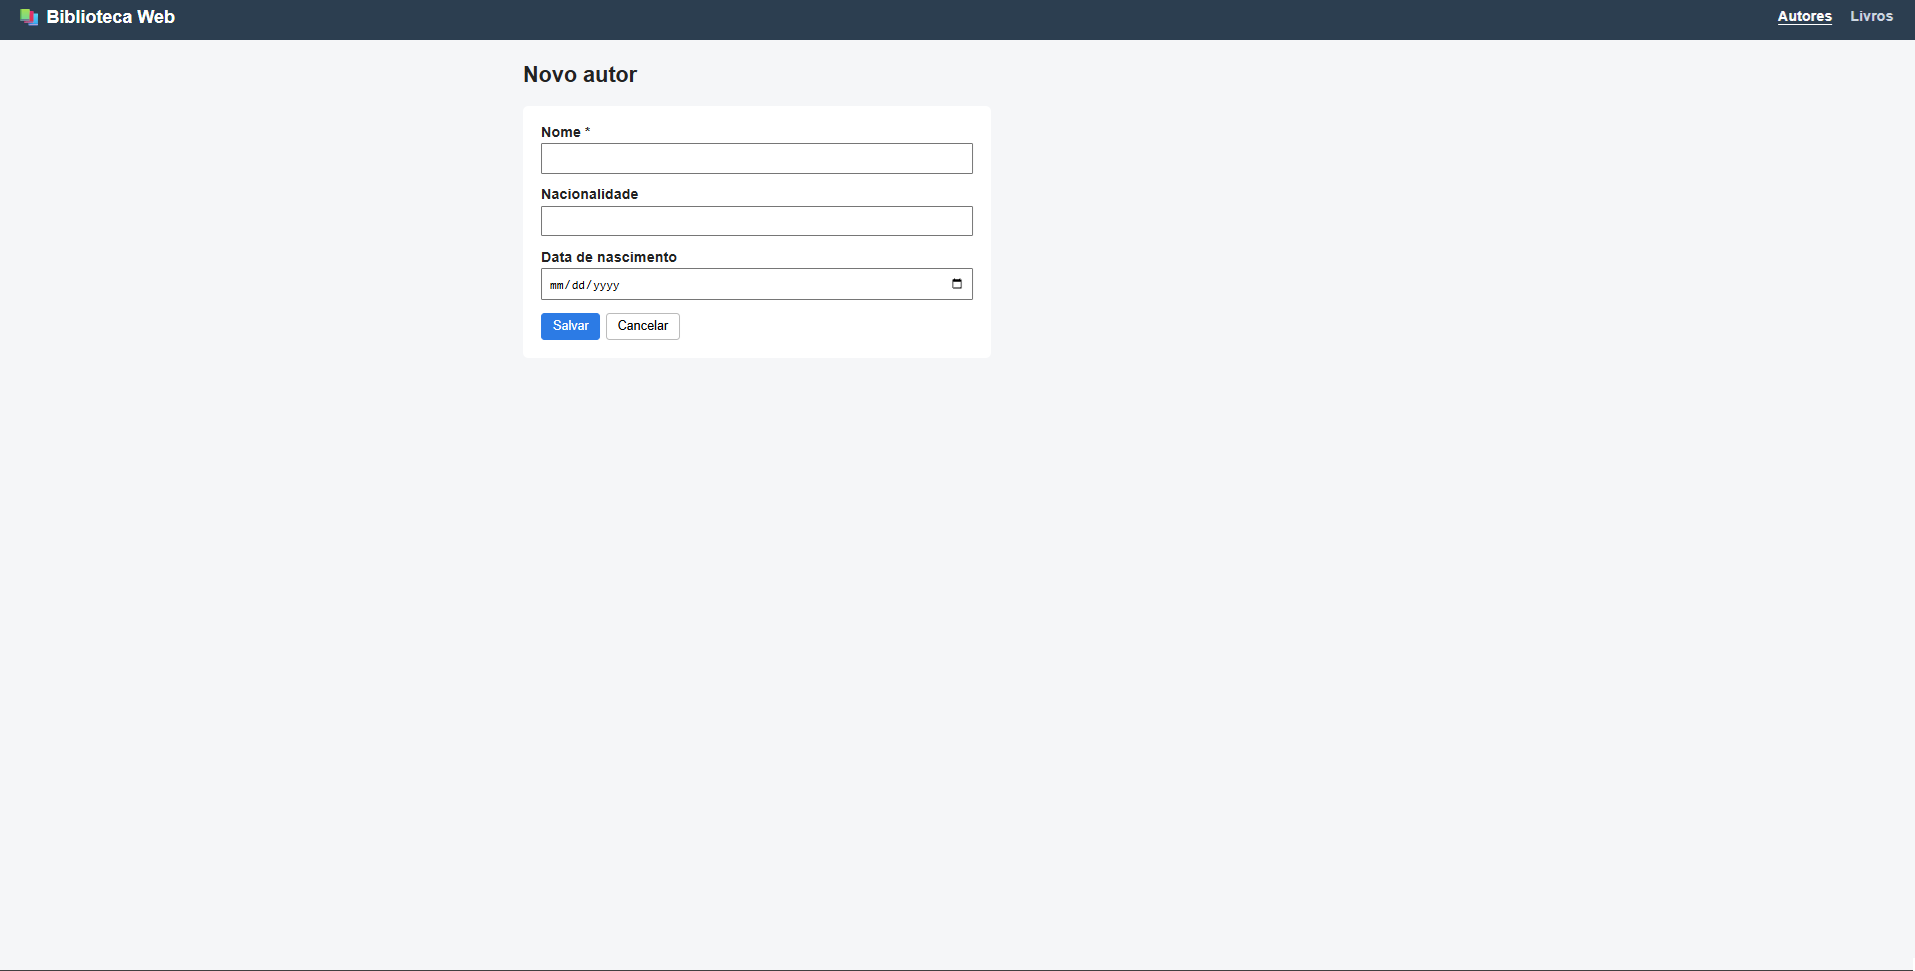 Biblioteca Web
Autores Livros
Novo autor
Nome *
Nacionalidade
Data de nascimento
mm/dd/yyyy
Salvar Cancelar